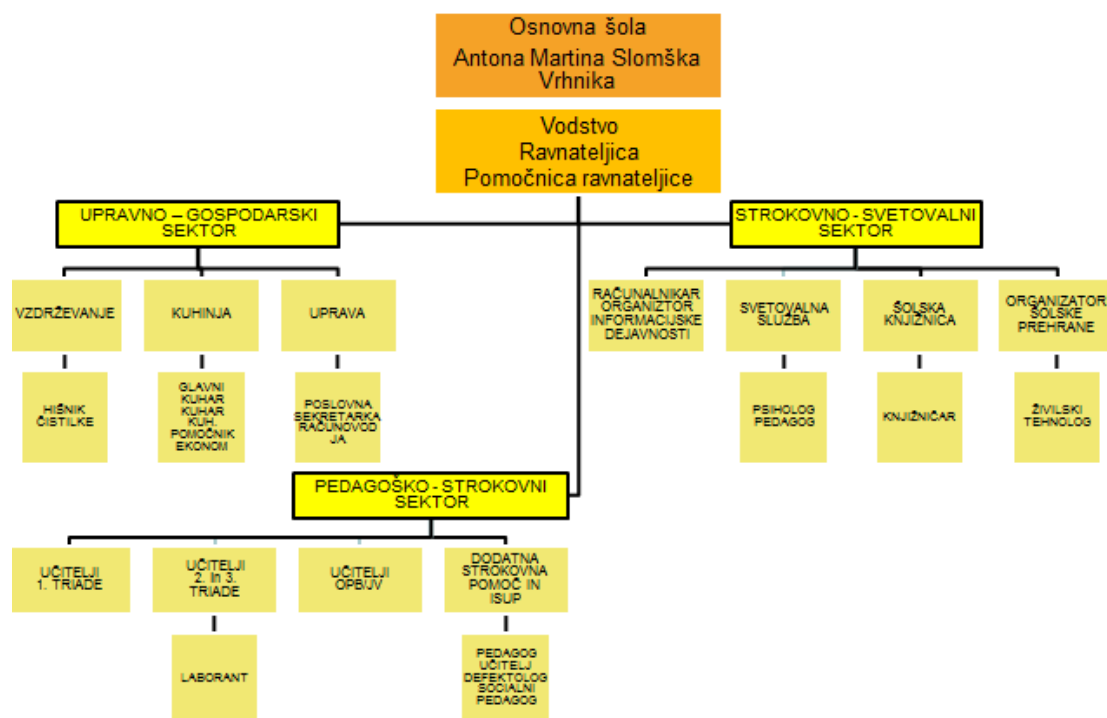 Osnovna šola
Antona Martina Slomška
Vrhnika
Vodstvo
Ravnateljica
Pomočnica ravnateljice
UPRAVNO – GOSPODARSKI
SEKTOR
STROKOVNO - SVETOVALNI
SEKTOR
VZDRŽEVANJE
KUHINJA
UPRAVA
RAČUNALNIKAR
ORGANIZTOR
INFORMACIJSKE
DEJAVNOSTI
SVETOVALNA
SLUŽBA
ŠOLSKA
KNJIŽNICA
ORGANIZATOR
ŠOLSKE
PREHRANE
HIŠNIK
ČISTILKE
GLAVNI
KUHAR
KUHAR
KUH.
POMOČNIK
EKONOM
POSLOVNA
SEKRETARKA
RAČUNOVOD
JA
PSIHOLOG
PEDAGOG
KNJIŽNIČAR
ŽIVILSKI
TEHNOLOG
PEDAGOŠKO - STROKOVNI
SEKTOR
UČITELJI
1. TRIADE
UČITELJI
2. in 3.
TRIADE
UČITELJI
OPB/JV
DODATNA
STROKOVNA
POMOČ IN
ISUP
LABORANT
PEDAGOG
UČITELJ
DEFEKTOLOG
SOCIALNI
PEDAGOG